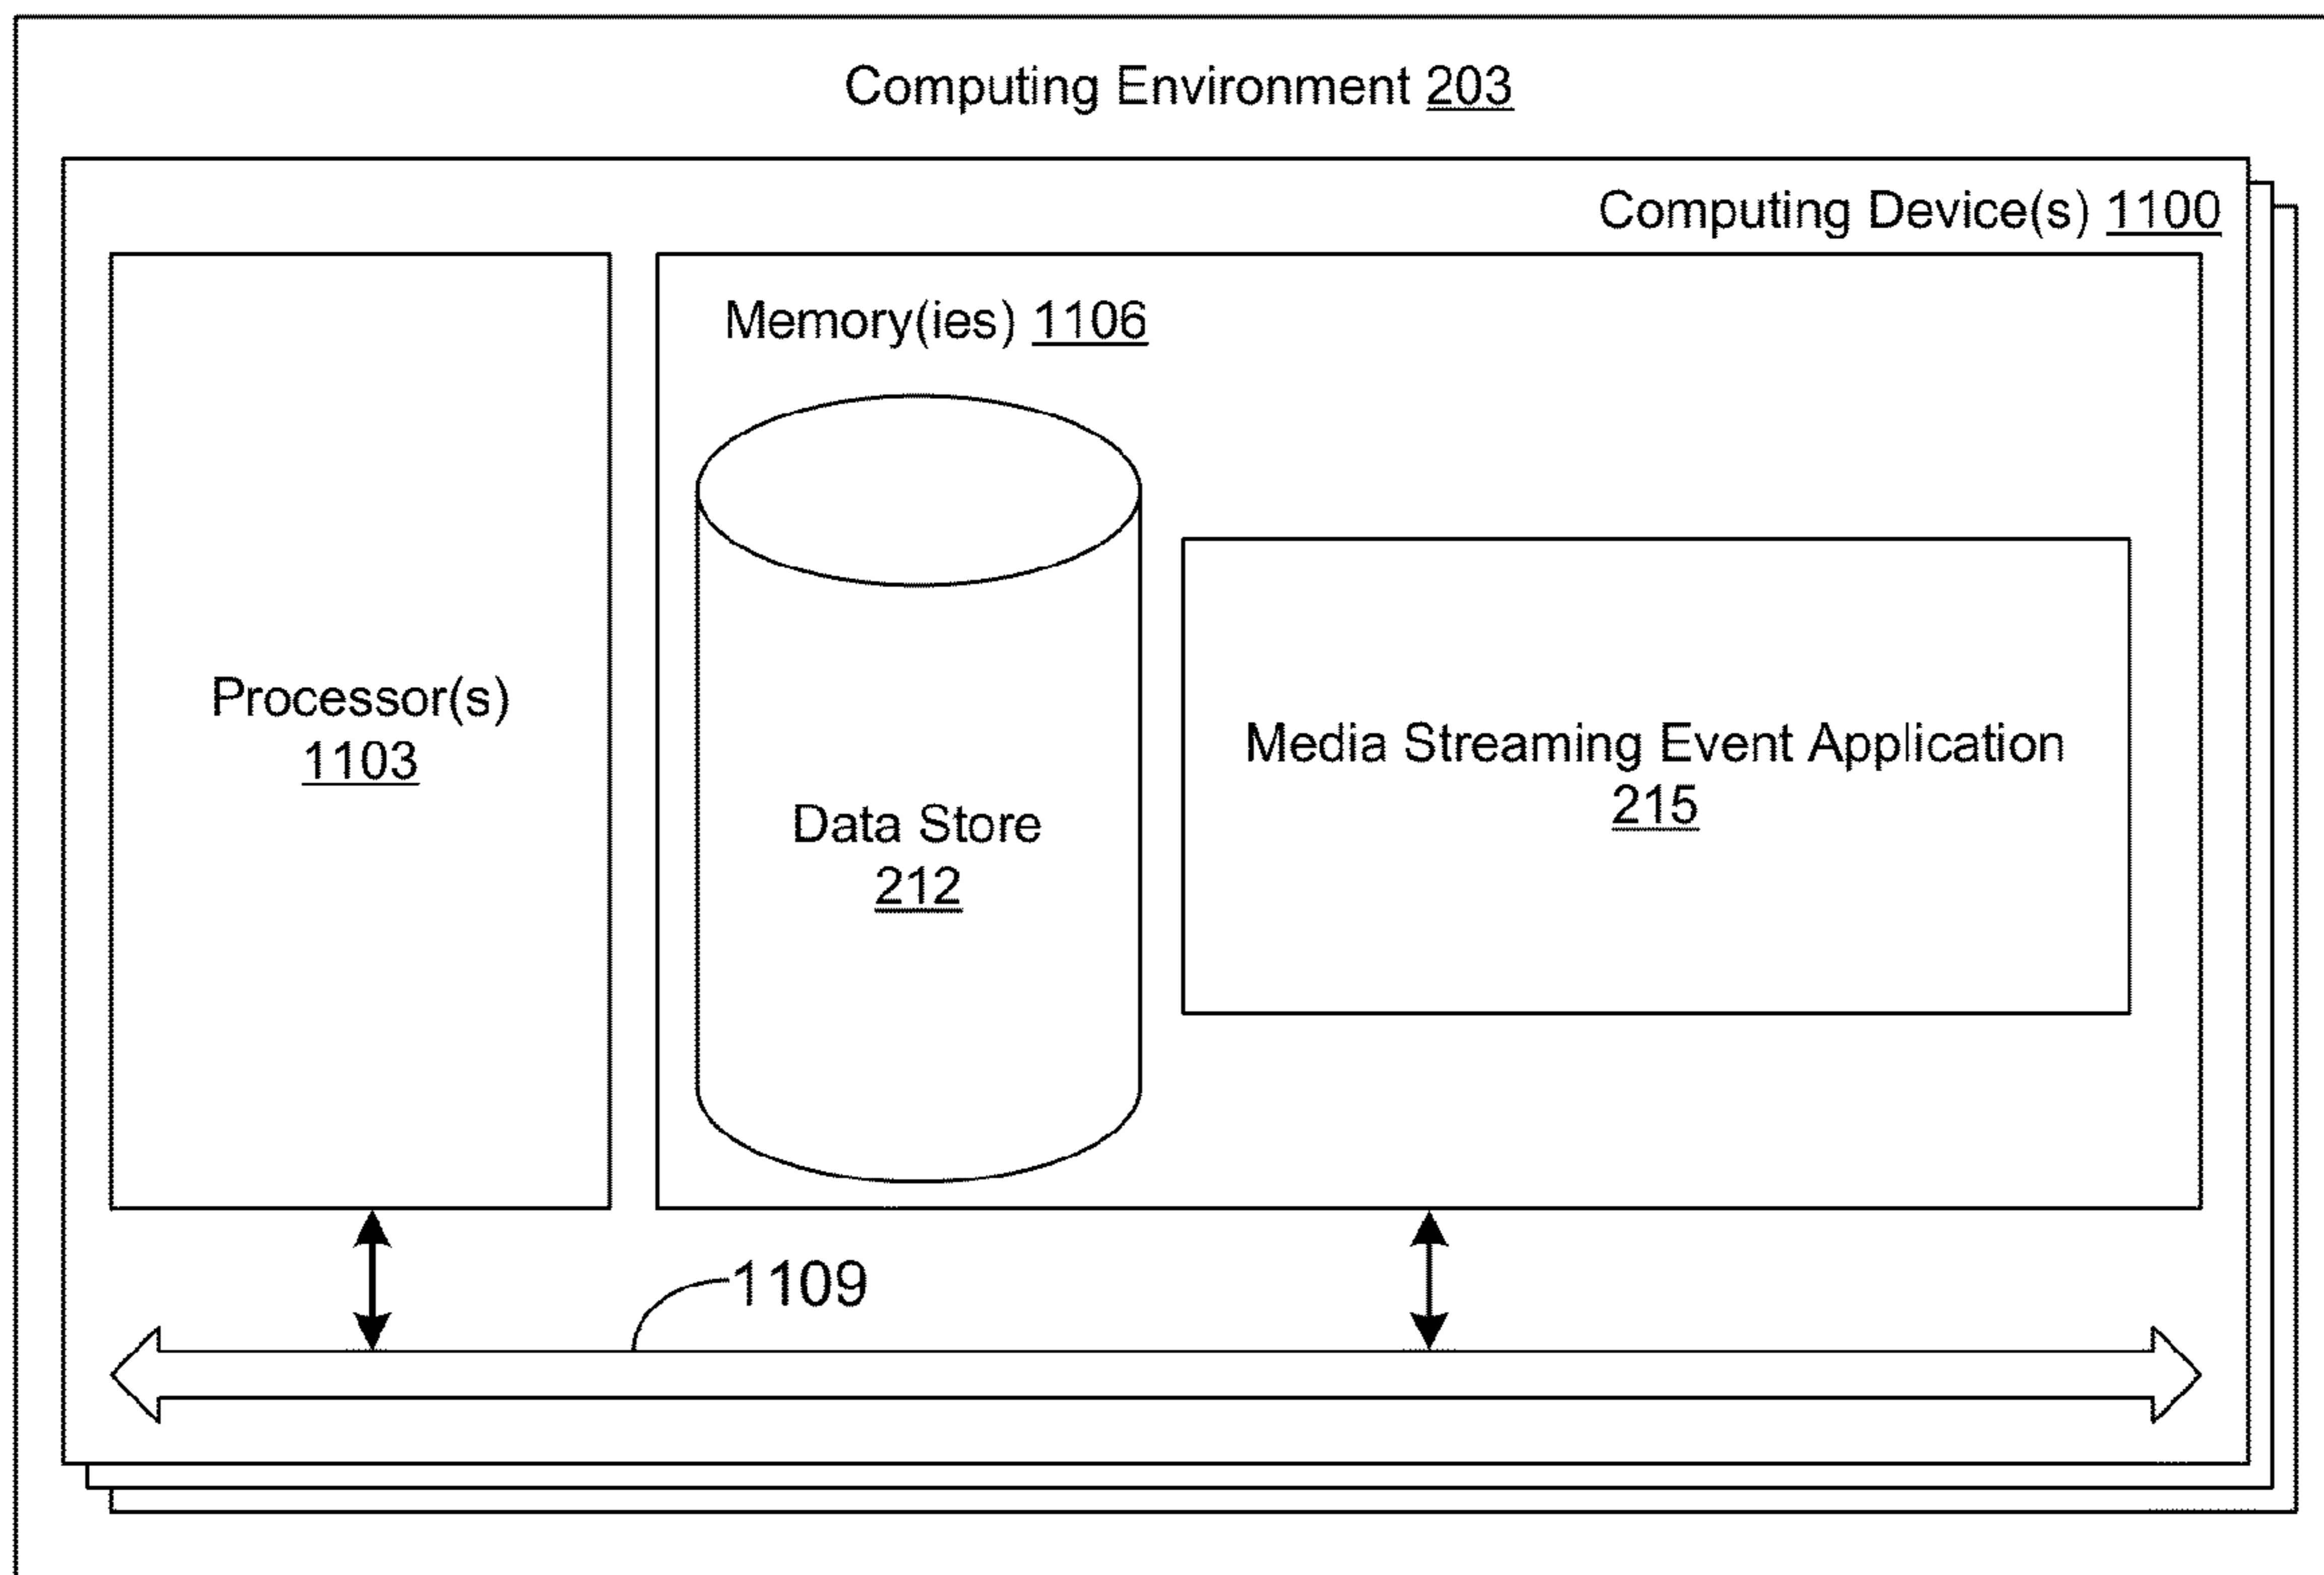 Computing Environment 203
Computing Device(s) 1100
Memory(ies) 1106
Processor(s)
1103
Media Streaming Event Application
215
Data Store
212
1109